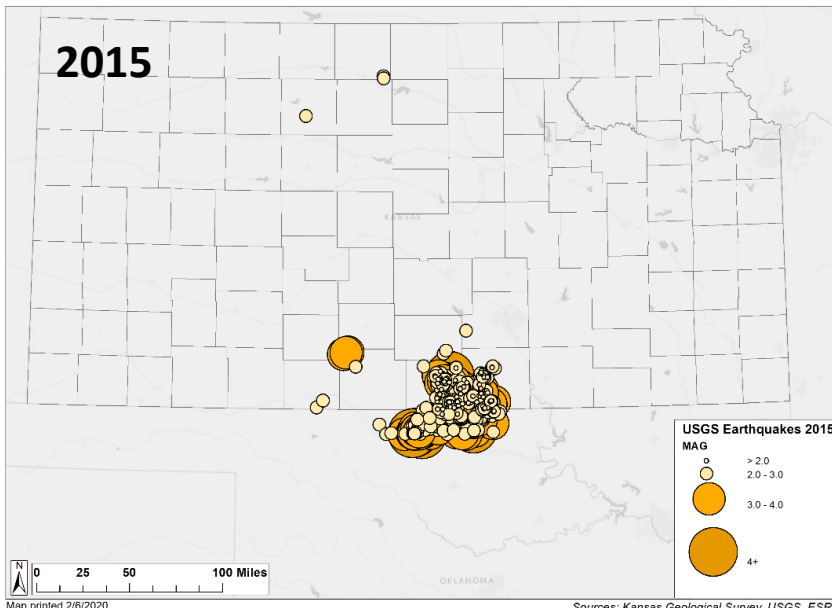 2015
KANSAS
USGS Earthquakes 2015
MAG
> 2.0
2.0 - 3.0
3.0 - 4.0
4+
N
0 25 50 100 Miles
OKLAHOMA
Map printed 2/6/2020
Sources: Kansas Geological Survey, USGS, ESR